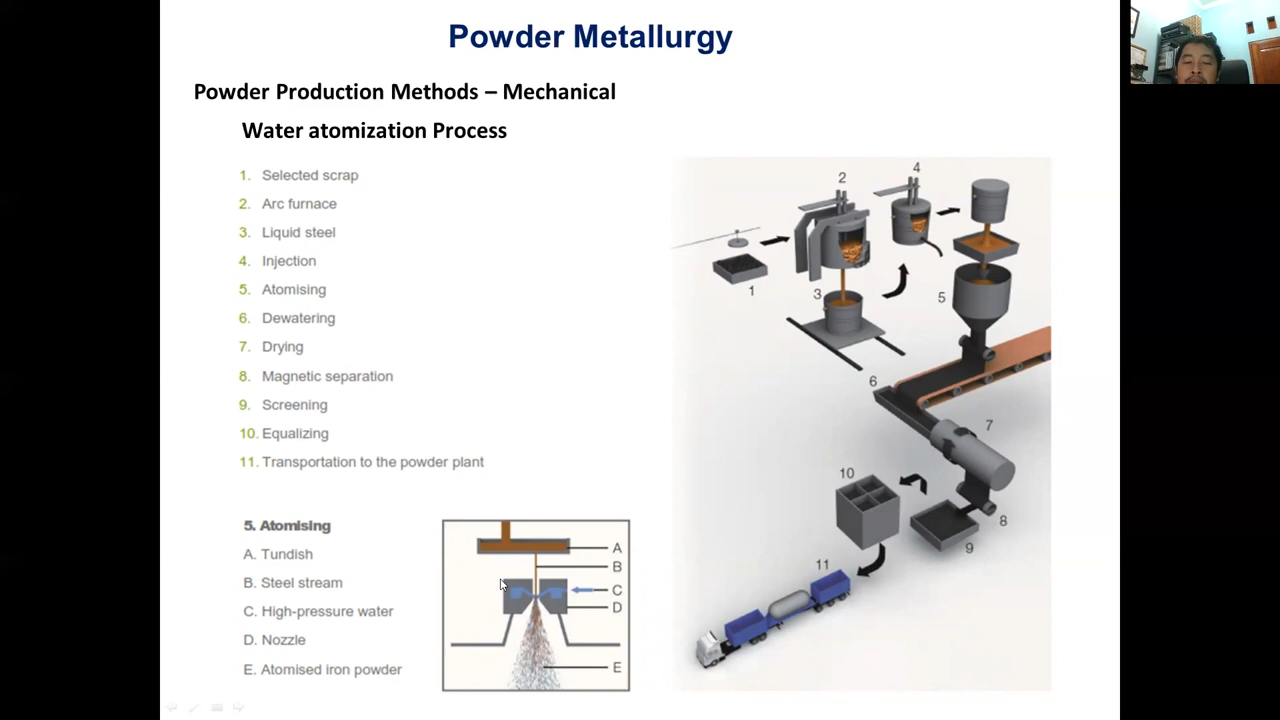 Powder Metallurgy
Powder Production Methods – Mechanical
Water atomization Process
1. Selected scrap
2. Arc furnace
3. Liquid steel
4. Injection
5. Atomising
6. Dewatering
7. Drying
8. Magnetic separation
9. Screening
10. Equalizing
11. Transportation to the powder plant
5. Atomising
A. Tundish
B. Steel stream
C. High-pressure water
D. Nozzle
E. Atomised iron powder
A
B
C
D
E
2
4
1
3
5
6
7
10
8
9
11